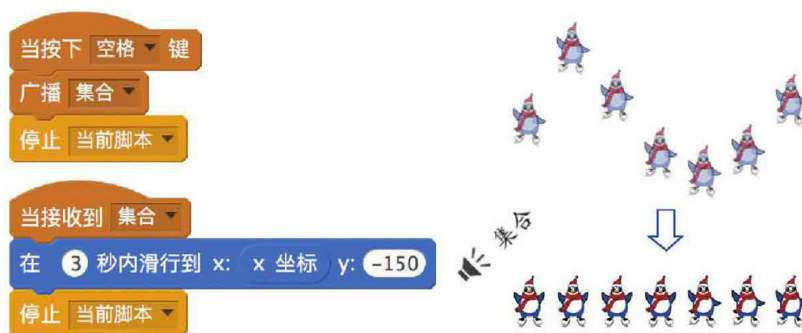 当按下 空格 键
广播 集合
停止 当前脚本
当接收到 集合
在 3 秒内滑行到 x: x 坐标 y: -150
停止 当前脚本
集合